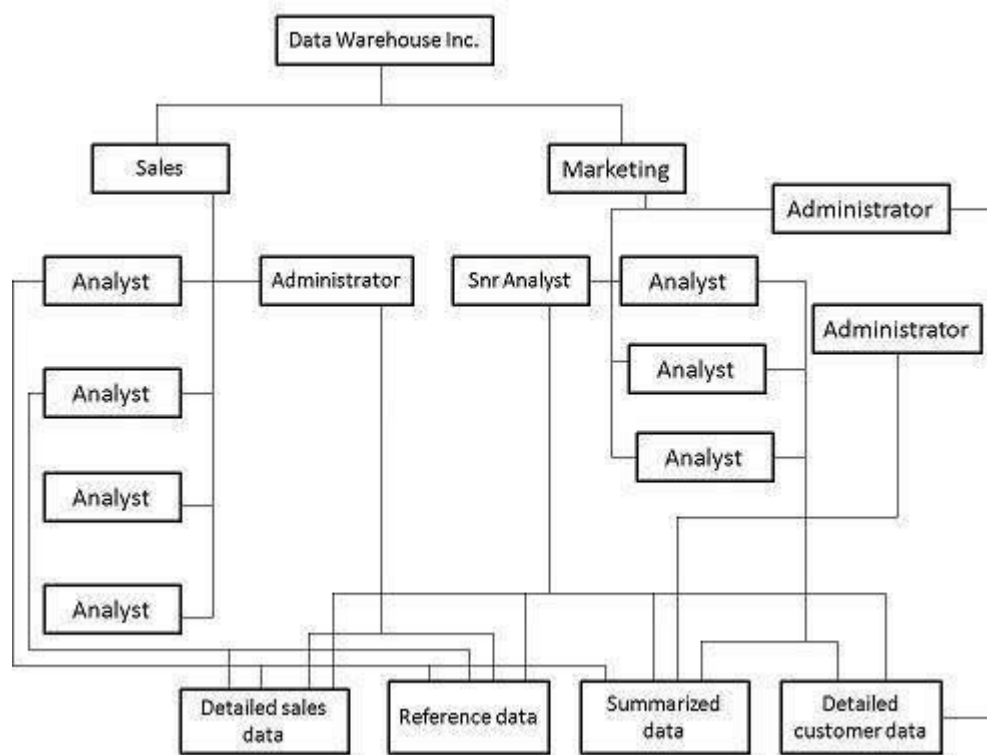 Data Warehouse Inc.
Sales
Marketing
Administrator
Analyst
Administrator
Snr Analyst
Analyst
Administrator
Analyst
Analyst
Analyst
Analyst
Analyst
Detailed sales
data
Reference data
Summarized
data
Detailed
customer data